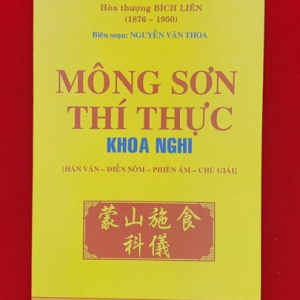 Hòa thượng BÍCH LIÊN
(1876 – 1950)
Biên soạn: NGUYỄN VĂN THOA
MÔNG SƠN
THÍ THỰC
KHOA NGHI
[HÁN VĂN – DIỄN NÔM – PHIÊN ÂM – CHÚ GIẢI]
蒙山施食
科儀